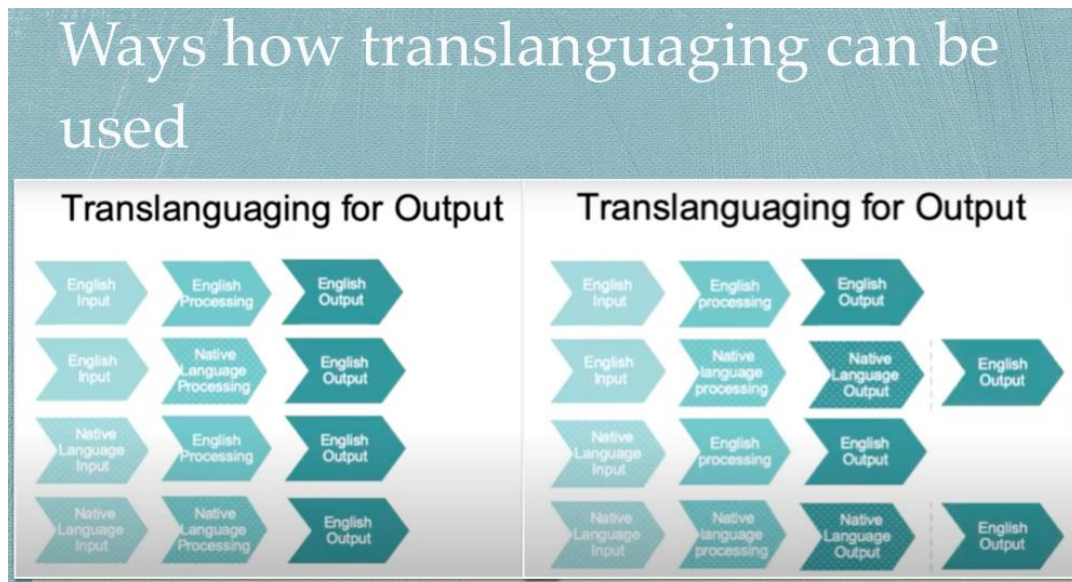 Ways how translanguaging can be
used
Translanguaging for Output
English
Input
English
Processing
English
Output
English
Input
Native
Language
Processing
English
Output
Native
Language
Input
English
Processing
English
Output
Native
Language
Input
Native
Language
Processing
English
Output
Translanguaging for Output
English
Input
English
processing
English
Output
English
Input
Native
language
processing
Native
Language
Output
English
Output
Native
Language
Input
English
processing
English
Output
Native
Language
Input
Native
language
processing
Native
Language
Output
English
Output